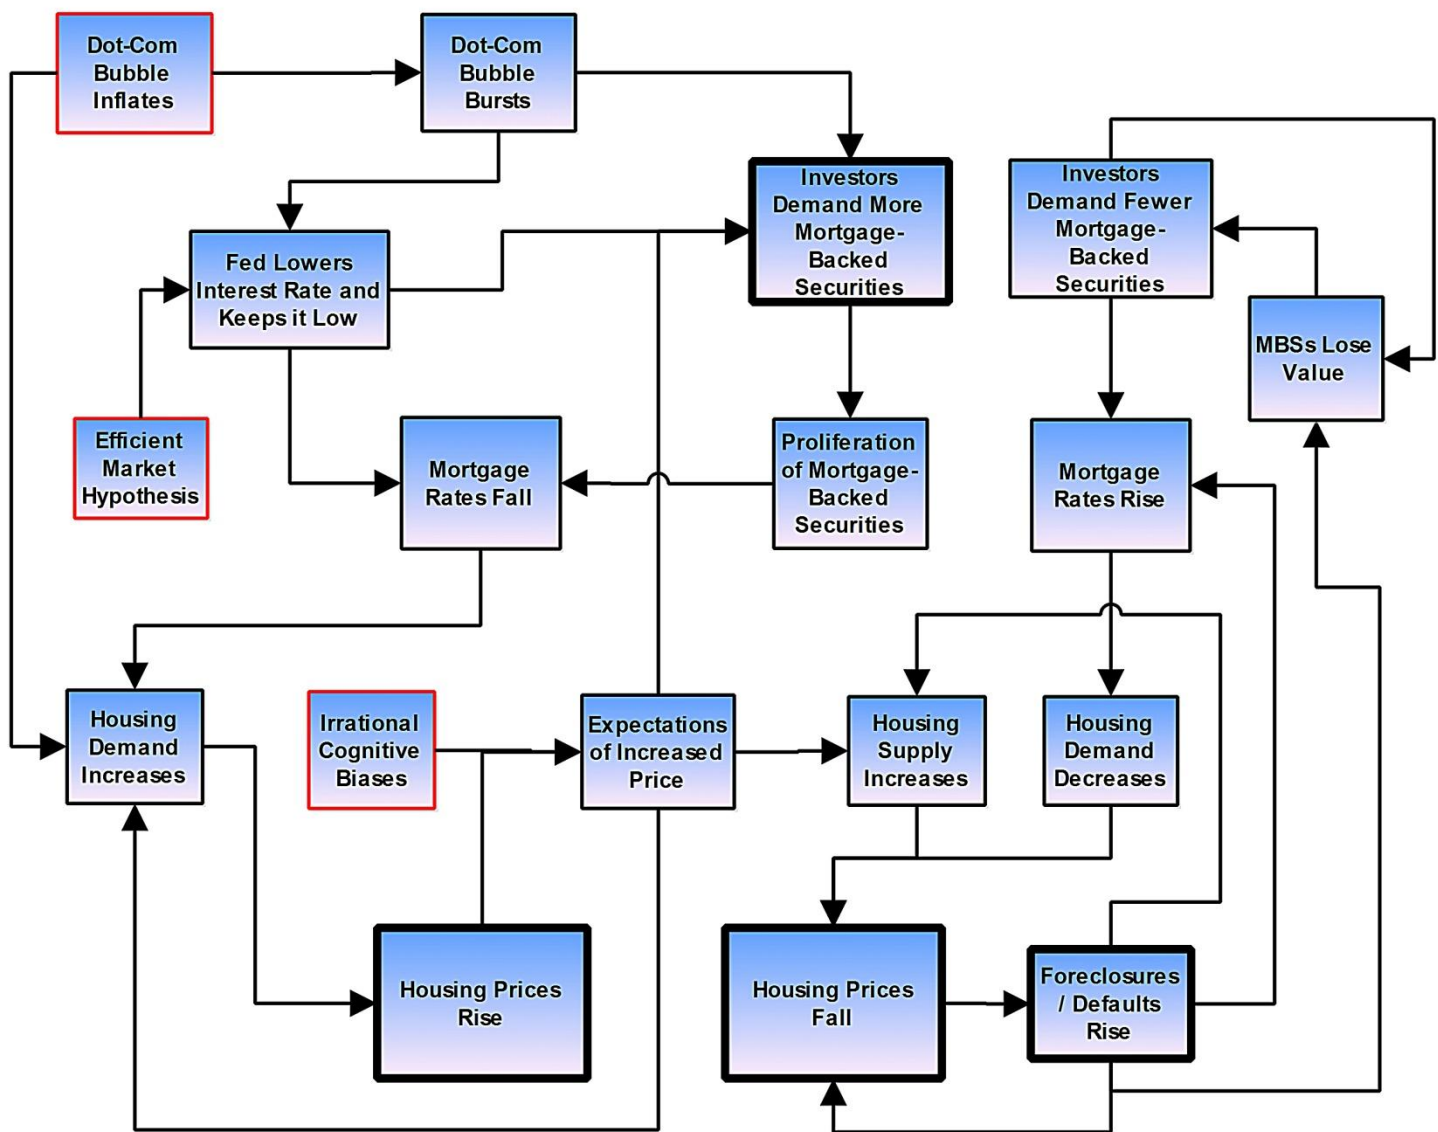 Dot-Com
Bubble
Inflates
Dot-Com
Bubble
Bursts
Investors
Demand More
Mortgage-
Backed
Securities
Investors
Demand Fewer
Mortgage-
Backed
Securities
Fed Lowers
Interest Rate and
Keeps it Low
MBSs Lose
Value
Efficient
Market
Hypothesis
Mortgage
Rates Fall
Proliferation
of Mortgage-
Backed
Securities
Mortgage
Rates Rise
Housing
Demand
Increases
Irrational
Cognitive
Biases
Expectations
of Increased
Price
Housing
Supply
Increases
Housing
Demand
Decreases
Housing Prices
Rise
Housing Prices
Fall
Foreclosures
/ Defaults
Rise